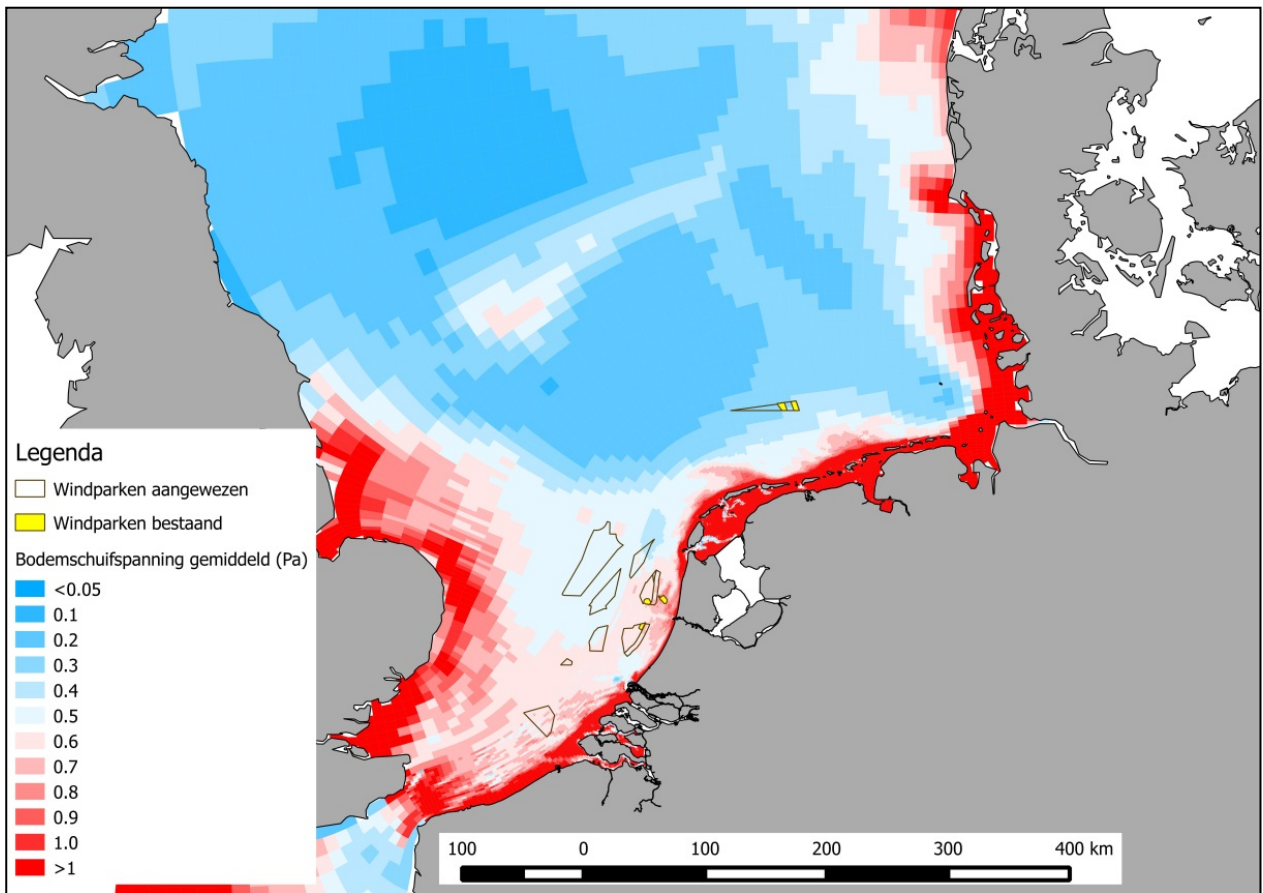 Legenda
Windparken aangewezen
Windparken bestaand
Bodemschuifspanning gemiddeld (Pa)
<0.05
0.1
0.2
0.3
0.4
0.5
0.6
0.7
0.8
0.9
1.0
>1
100 0 100 200 300 400 km